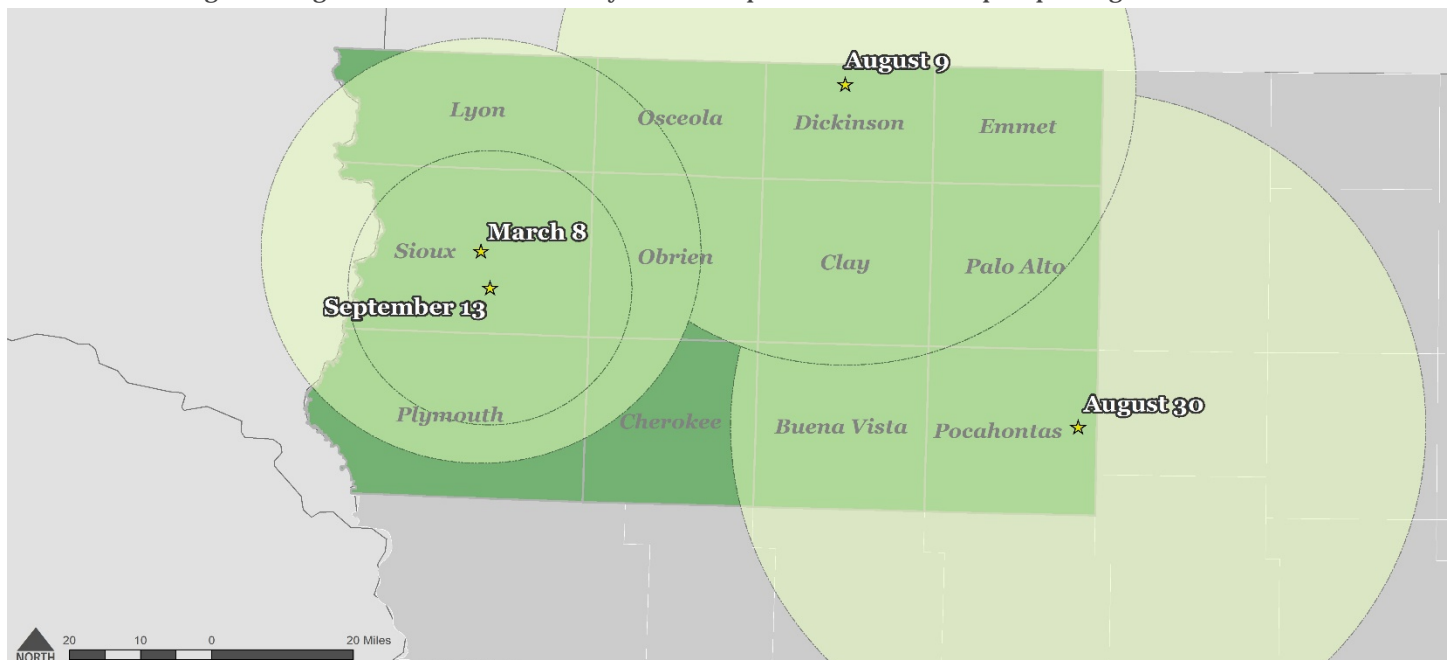 August 9
Lyon
Osceola
Dickinson
Emmet
March 8
Sioux
Obrien
Clay
Palo Alto
September 13
Plymouth
Cherokee
Buena Vista
Pocahontas
August 30
20 10 0 20 Miles
NORTH